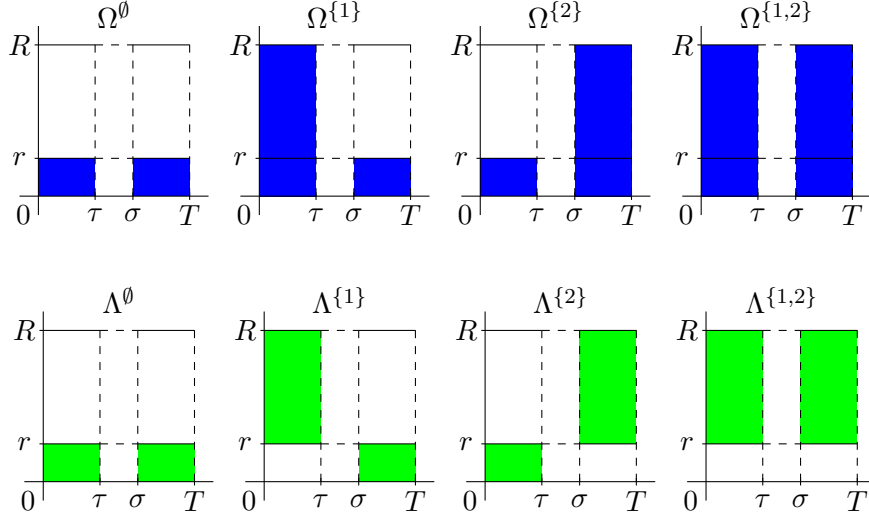 Ω^∅ Ω^{1} Ω^{2} Ω^{1,2}
R R R R
r r r r
0 τ σ T 0 τ σ T 0 τ σ T 0 τ σ T
Λ^∅ Λ^{1} Λ^{2} Λ^{1,2}
R R R R
r r r r
0 τ σ T 0 τ σ T 0 τ σ T 0 τ σ T